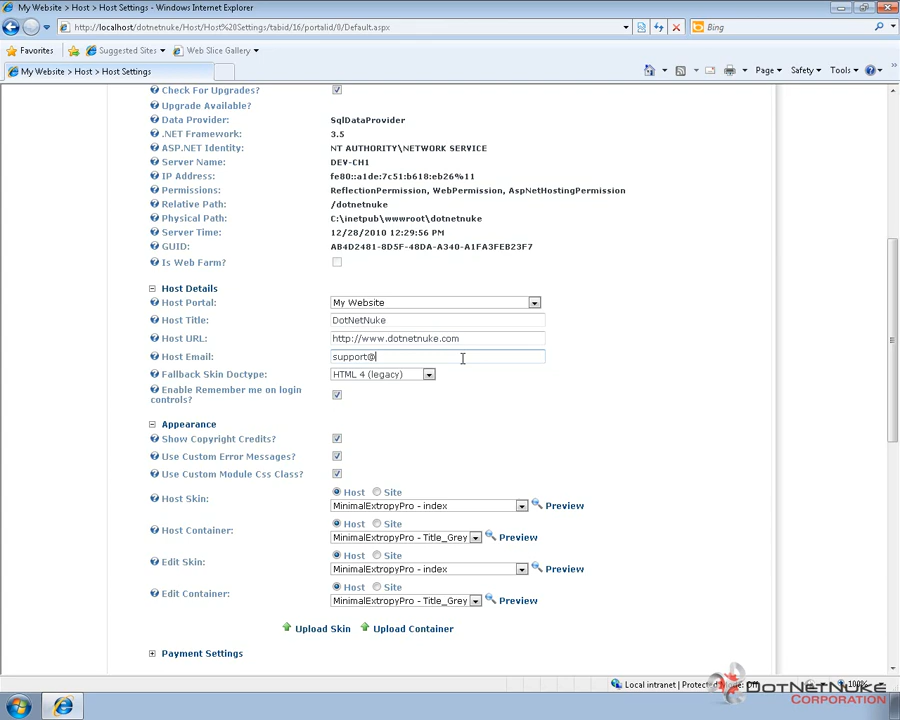 My Website > Host > Host Settings - Windows Internet Explorer
http://localhost/dotnetnuke/Host/Host%20Settings/tabid/16/portalid/0/Default.aspx
Bing
Favorites
Suggested Sites
Web Slice Gallery
My Website > Host > Host Settings
Page
Safety
Tools
Check For Upgrades?
Upgrade Available?
Data Provider: SqlDataProvider
.NET Framework: 3.5
ASP.NET Identity: NT AUTHORITY\NETWORK SERVICE
Server Name: DEV-CH1
IP Address: fe80::a1de:7c51:b618:eb26%11
Permissions: ReflectionPermission, WebPermission, AspNetHostingPermission
Relative Path: /dotnetnuke
Physical Path: C:\inetpub\wwwroot\dotnetnuke
Server Time: 12/28/2010 12:29:56 PM
GUID: AB4D2481-8D5F-48DA-A340-A1FA3FEB23F7
Is Web Farm?
Host Details
Host Portal: My Website
Host Title: DotNetNuke
Host URL: http://www.dotnetnuke.com
Host Email: support@
Fallback Skin Doctype: HTML 4 (legacy)
Enable Remember me on login
controls?
Appearance
Show Copyright Credits?
Use Custom Error Messages?
Use Custom Module Css Class?
Host Site
Host Skin:
MinimalExtropyPro - index Preview
Host Site
Host Container:
MinimalExtropyPro - Title_Grey Preview
Host Site
Edit Skin:
MinimalExtropyPro - index Preview
Host Site
Edit Container:
MinimalExtropyPro - Title_Grey Preview
Upload Skin Upload Container
Payment Settings
Local intranet | Protected Mode: Off
100%
DOTNETNUKE
CORPORATION